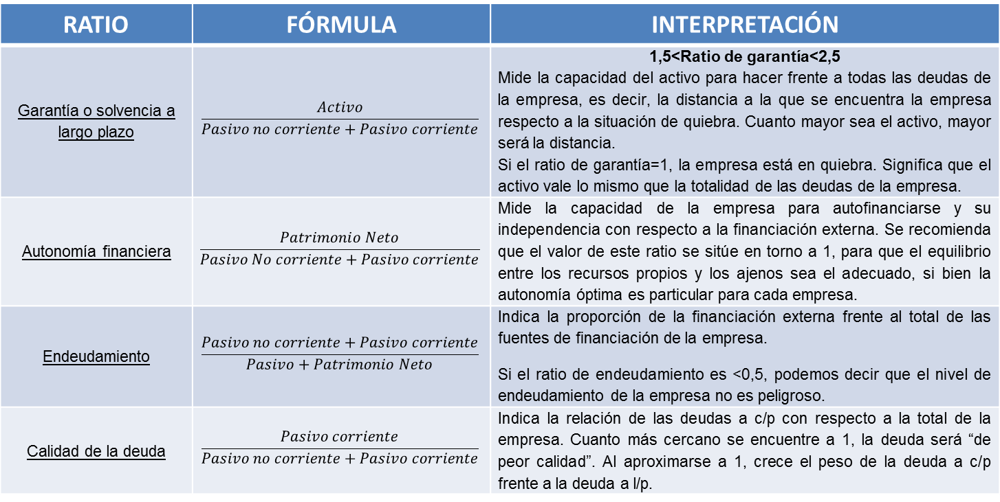 RATIO
FÓRMULA
INTERPRETACIÓN
Garantía o solvencia a
largo plazo
Activo
Pasivo no corriente + Pasivo corriente
1,5<Ratio de garantía<2,5
Mide la capacidad del activo para hacer frente a todas las deudas de
la empresa, es decir, la distancia a la que se encuentra la empresa
respecto a la situación de quiebra. Cuanto mayor sea el activo, mayor
será la distancia.
Si el ratio de garantía=1, la empresa está en quiebra. Significa que el
activo vale lo mismo que la totalidad de las deudas de la empresa.
Autonomía financiera
Patrimonio Neto
Pasivo No corriente + Pasivo corriente
Mide la capacidad de la empresa para autofinanciarse y su
independencia con respecto a la financiación externa. Se recomienda
que el valor de este ratio se sitúe en torno a 1, para que el equilibrio
entre los recursos propios y los ajenos sea el adecuado, si bien la
autonomía óptima es particular para cada empresa.
Endeudamiento
Pasivo no corriente + Pasivo corriente
Pasivo + Patrimonio Neto
Indica la proporción de la financiación externa frente al total de las
fuentes de financiación de la empresa.
Si el ratio de endeudamiento es <0,5, podemos decir que el nivel de
endeudamiento de la empresa no es peligroso.
Calidad de la deuda
Pasivo corriente
Pasivo no corriente + Pasivo corriente
Indica la relación de las deudas a c/p con respecto a la total de la
empresa. Cuanto más cercano se encuentre a 1, la deuda será “de
peor calidad”. Al aproximarse a 1, crece el peso de la deuda a c/p
frente a la deuda a l/p.